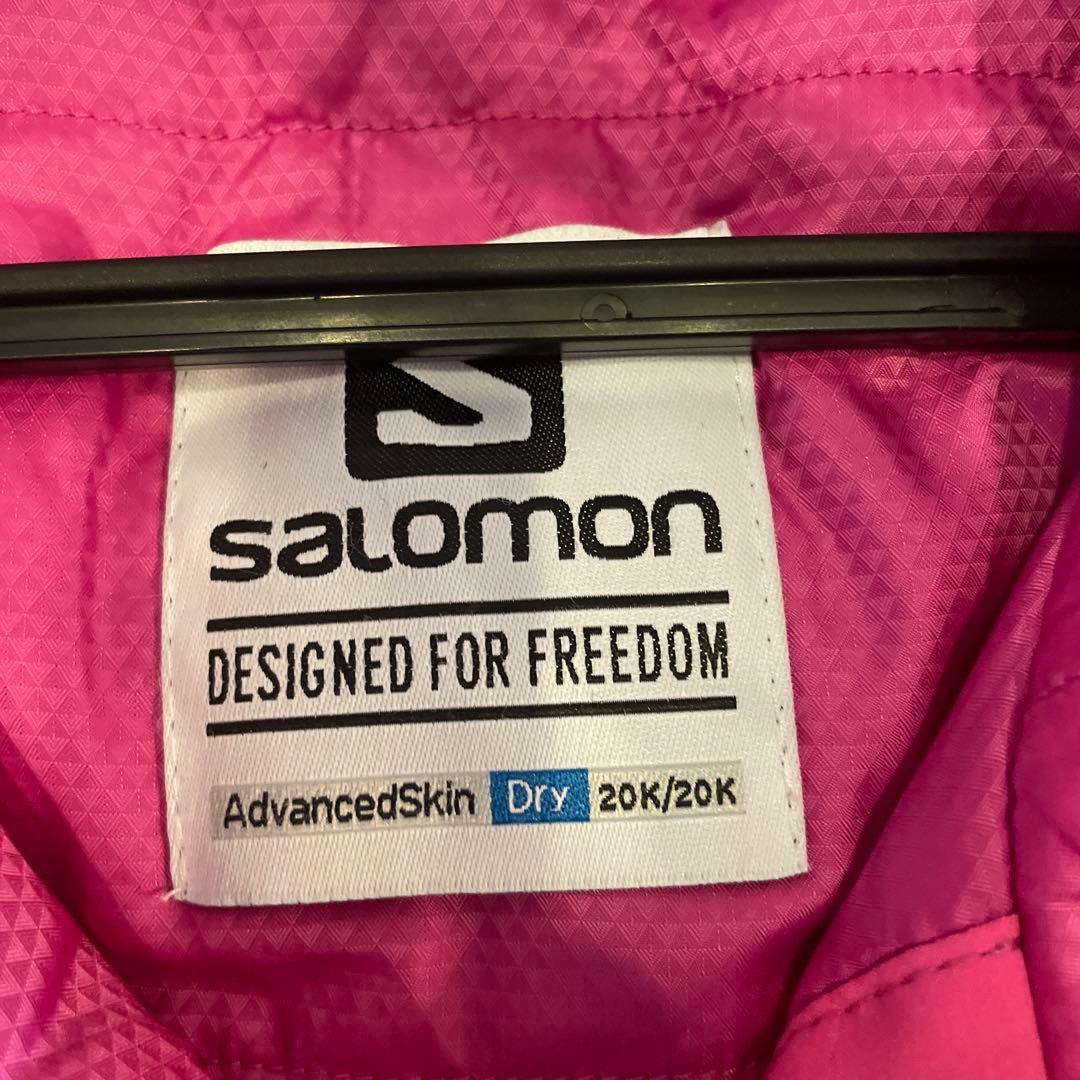 salomon
DESIGNED FOR FREEDOM
AdvancedSkin Dry 20K/20K